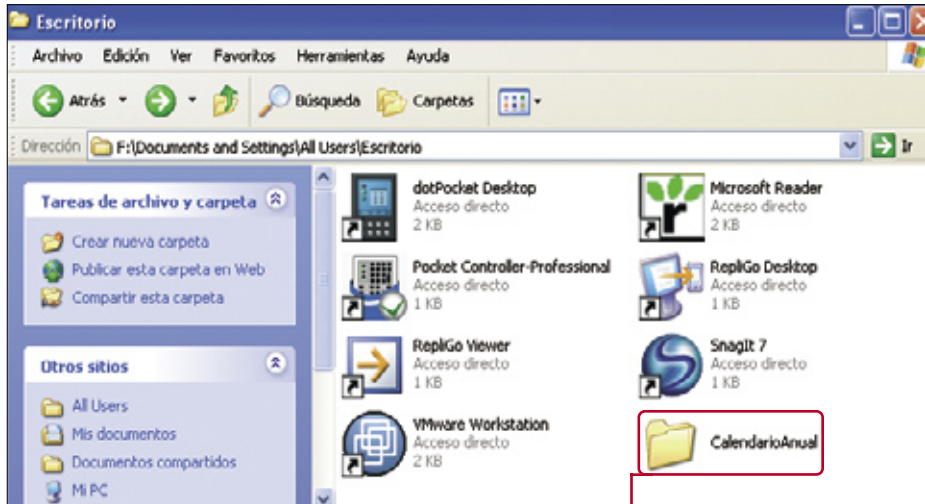 Escritorio
Archivo Edición Ver Favoritos Herramientas Ayuda
Atrás Búsqueda Carpetas
Dirección F:\Documents and Settings\All Users\Escritorio Ir
Tareas de archivo y carpeta
Crear nueva carpeta
Publicar esta carpeta en Web
Compartir esta carpeta
Otros sitios
All Users
Mis documentos
Documentos compartidos
Mi PC
dotPocket Desktop
Acceso directo
2 KB
Microsoft Reader
Acceso directo
2 KB
Pocket Controller-Professional
Acceso directo
1 KB
RepliGo Desktop
Acceso directo
1 KB
RepliGo Viewer
Acceso directo
1 KB
SnagIt 7
Acceso directo
1 KB
VMware Workstation
Acceso directo
2 KB
CalendarioAnual